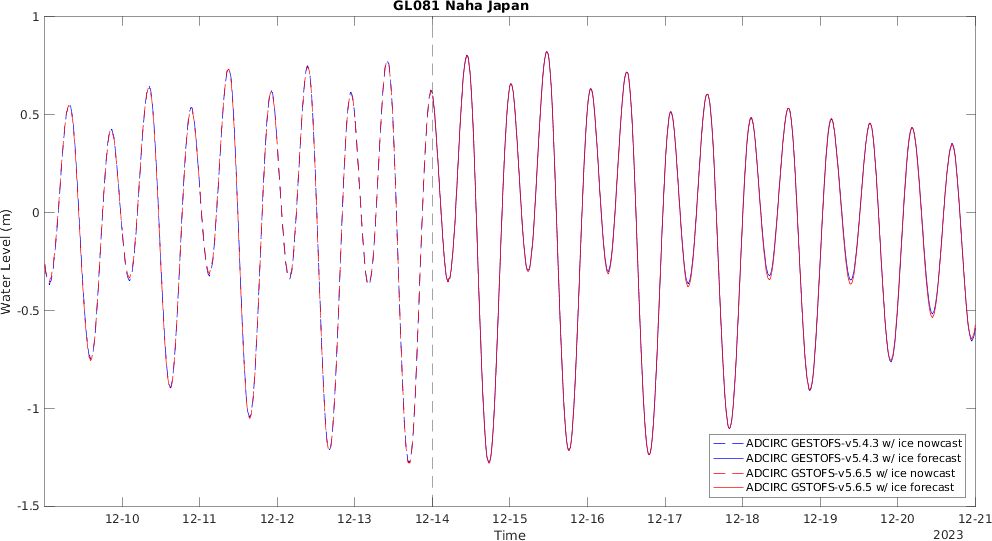 GL081 Naha Japan
1
0.5
0
-0.5
-1
-1.5
Water Level (m)
12-10
12-11
12-12
12-13
12-14
12-15
12-16
12-17
12-18
12-19
12-20
12-21
Time
2023
ADCIRC GESTOFS-v5.4.3 w/ ice nowcast
ADCIRC GESTOFS-v5.4.3 w/ ice forecast
ADCIRC GSTOFS-v5.6.5 w/ ice nowcast
ADCIRC GSTOFS-v5.6.5 w/ ice forecast